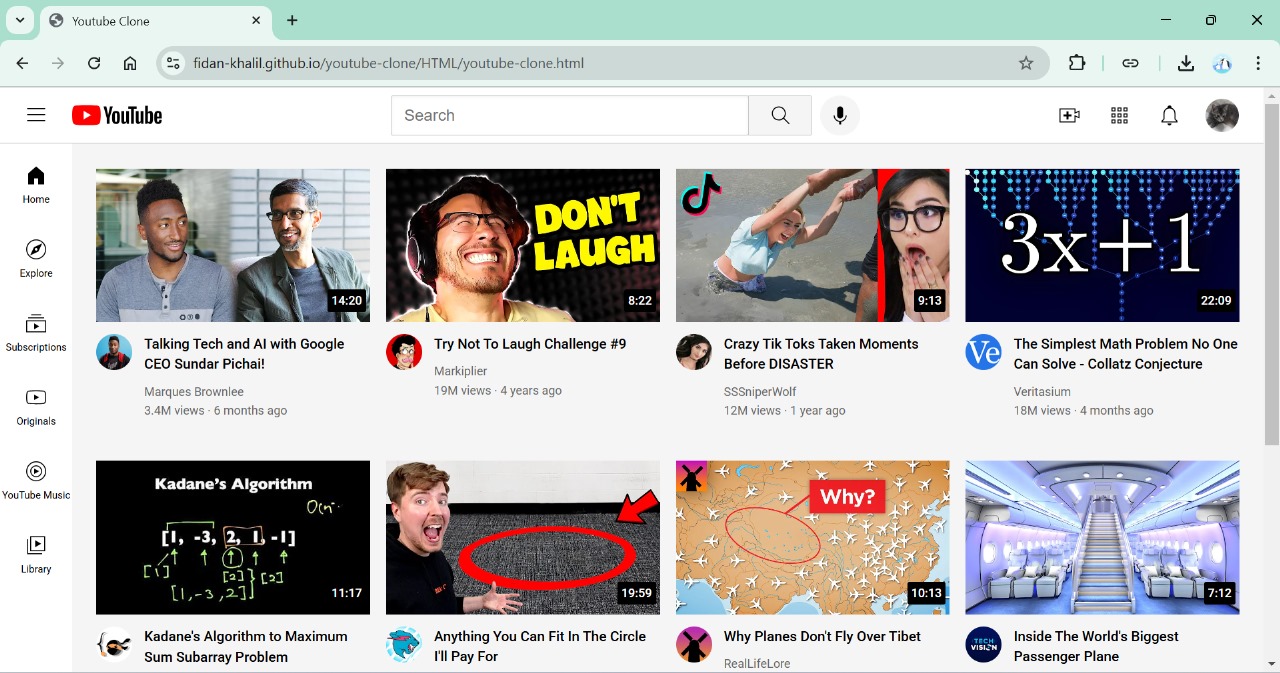 Youtube Clone
fidan-khalil.github.io/youtube-clone/HTML/youtube-clone.html
YouTube
Search
Home
Explore
Subscriptions
Originals
YouTube Music
Library
14:20
Talking Tech and AI with Google
CEO Sundar Pichai!
Marques Brownlee
3.4M views · 6 months ago
DON'T
LAUGH
8:22
Try Not To Laugh Challenge #9
Markiplier
19M views · 4 years ago
9:13
Crazy Tik Toks Taken Moments
Before DISASTER
SSSniperWolf
12M views · 1 year ago
3x+1
22:09
Ve
The Simplest Math Problem No One
Can Solve - Collatz Conjecture
Veritasium
18M views · 4 months ago
Kadane's Algorithm
[1, -3, 2, 1, -1]
[1] [2] [2]
[1,-3,2]
11:17
Kadane's Algorithm to Maximum
Sum Subarray Problem
19:59
Anything You Can Fit In The Circle
I'll Pay For
Why?
10:13
Why Planes Don't Fly Over Tibet
RealLifeLore
7:12
TECH
VISION
Inside The World's Biggest
Passenger Plane